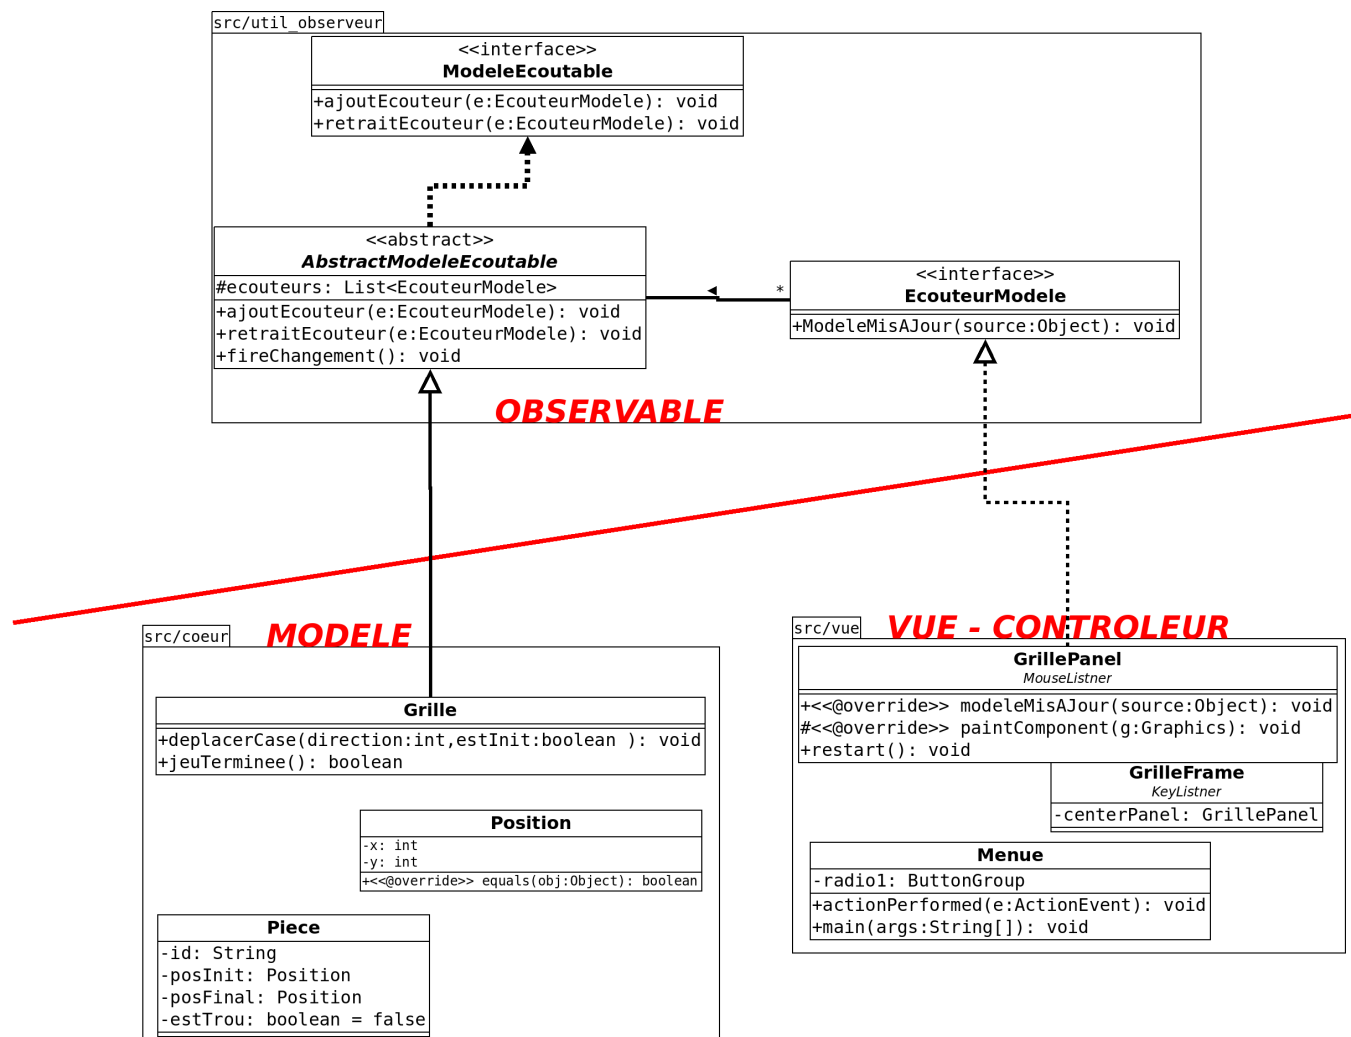 src/util_observeur
<<interface>>
ModeleEcoutable
+ajoutEcouteur(e:EcouteurModele): void
+retraitEcouteur(e:EcouteurModele): void
<<abstract>>
AbstractModeleEcoutable
#ecouteurs: List<EcouteurModele>
+ajoutEcouteur(e:EcouteurModele): void
+retraitEcouteur(e:EcouteurModele): void
+fireChangement(): void
*
<<interface>>
EcouteurModele
+ModeleMisAJour(source:Object): void
OBSERVABLE
src/coeur
MODELE
Grille
+deplacerCase(direction:int,estInit:boolean ): void
+jeuTerminee(): boolean
Position
-x: int
-y: int
+<<@override>> equals(obj:Object): boolean
Piece
-id: String
-posInit: Position
-posFinal: Position
-estTrou: boolean = false
src/vue
VUE - CONTROLEUR
GrillePanel
MouseListner
+<<@override>> modeleMisAJour(source:Object): void
#<<@override>> paintComponent(g:Graphics): void
+restart(): void
GrilleFrame
KeyListner
-centerPanel: GrillePanel
Menue
-radio1: ButtonGroup
+actionPerformed(e:ActionEvent): void
+main(args:String[]): void